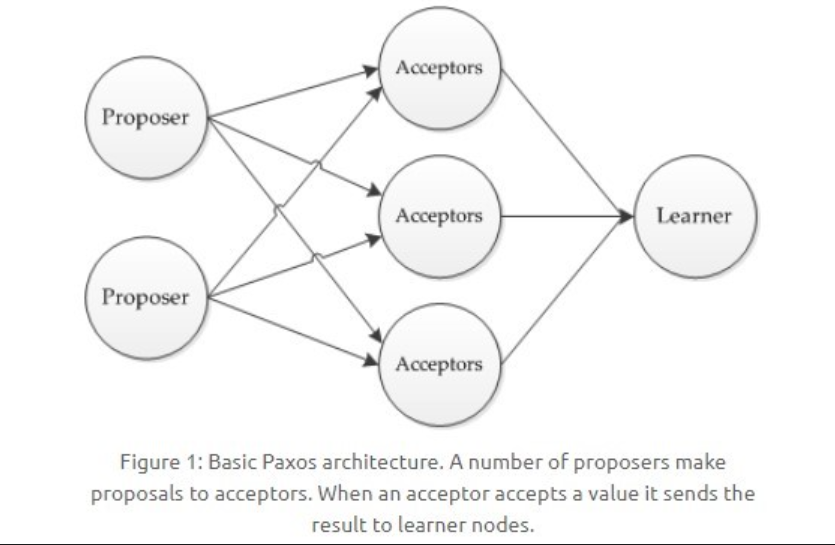 Proposer
Proposer
Acceptors
Acceptors
Acceptors
Learner
Figure 1: Basic Paxos architecture. A number of proposers make
proposals to acceptors. When an acceptor accepts a value it sends the
result to learner nodes.